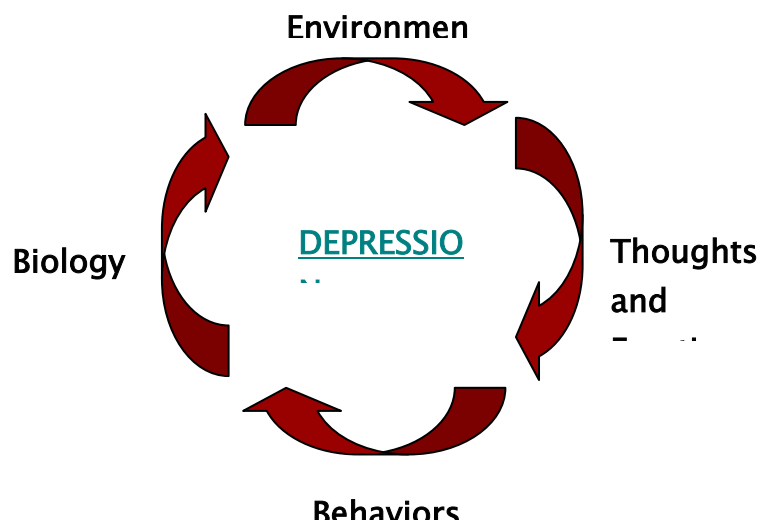 Environmen
DEPRESSIO
Biology
Thoughts
and
Behaviors